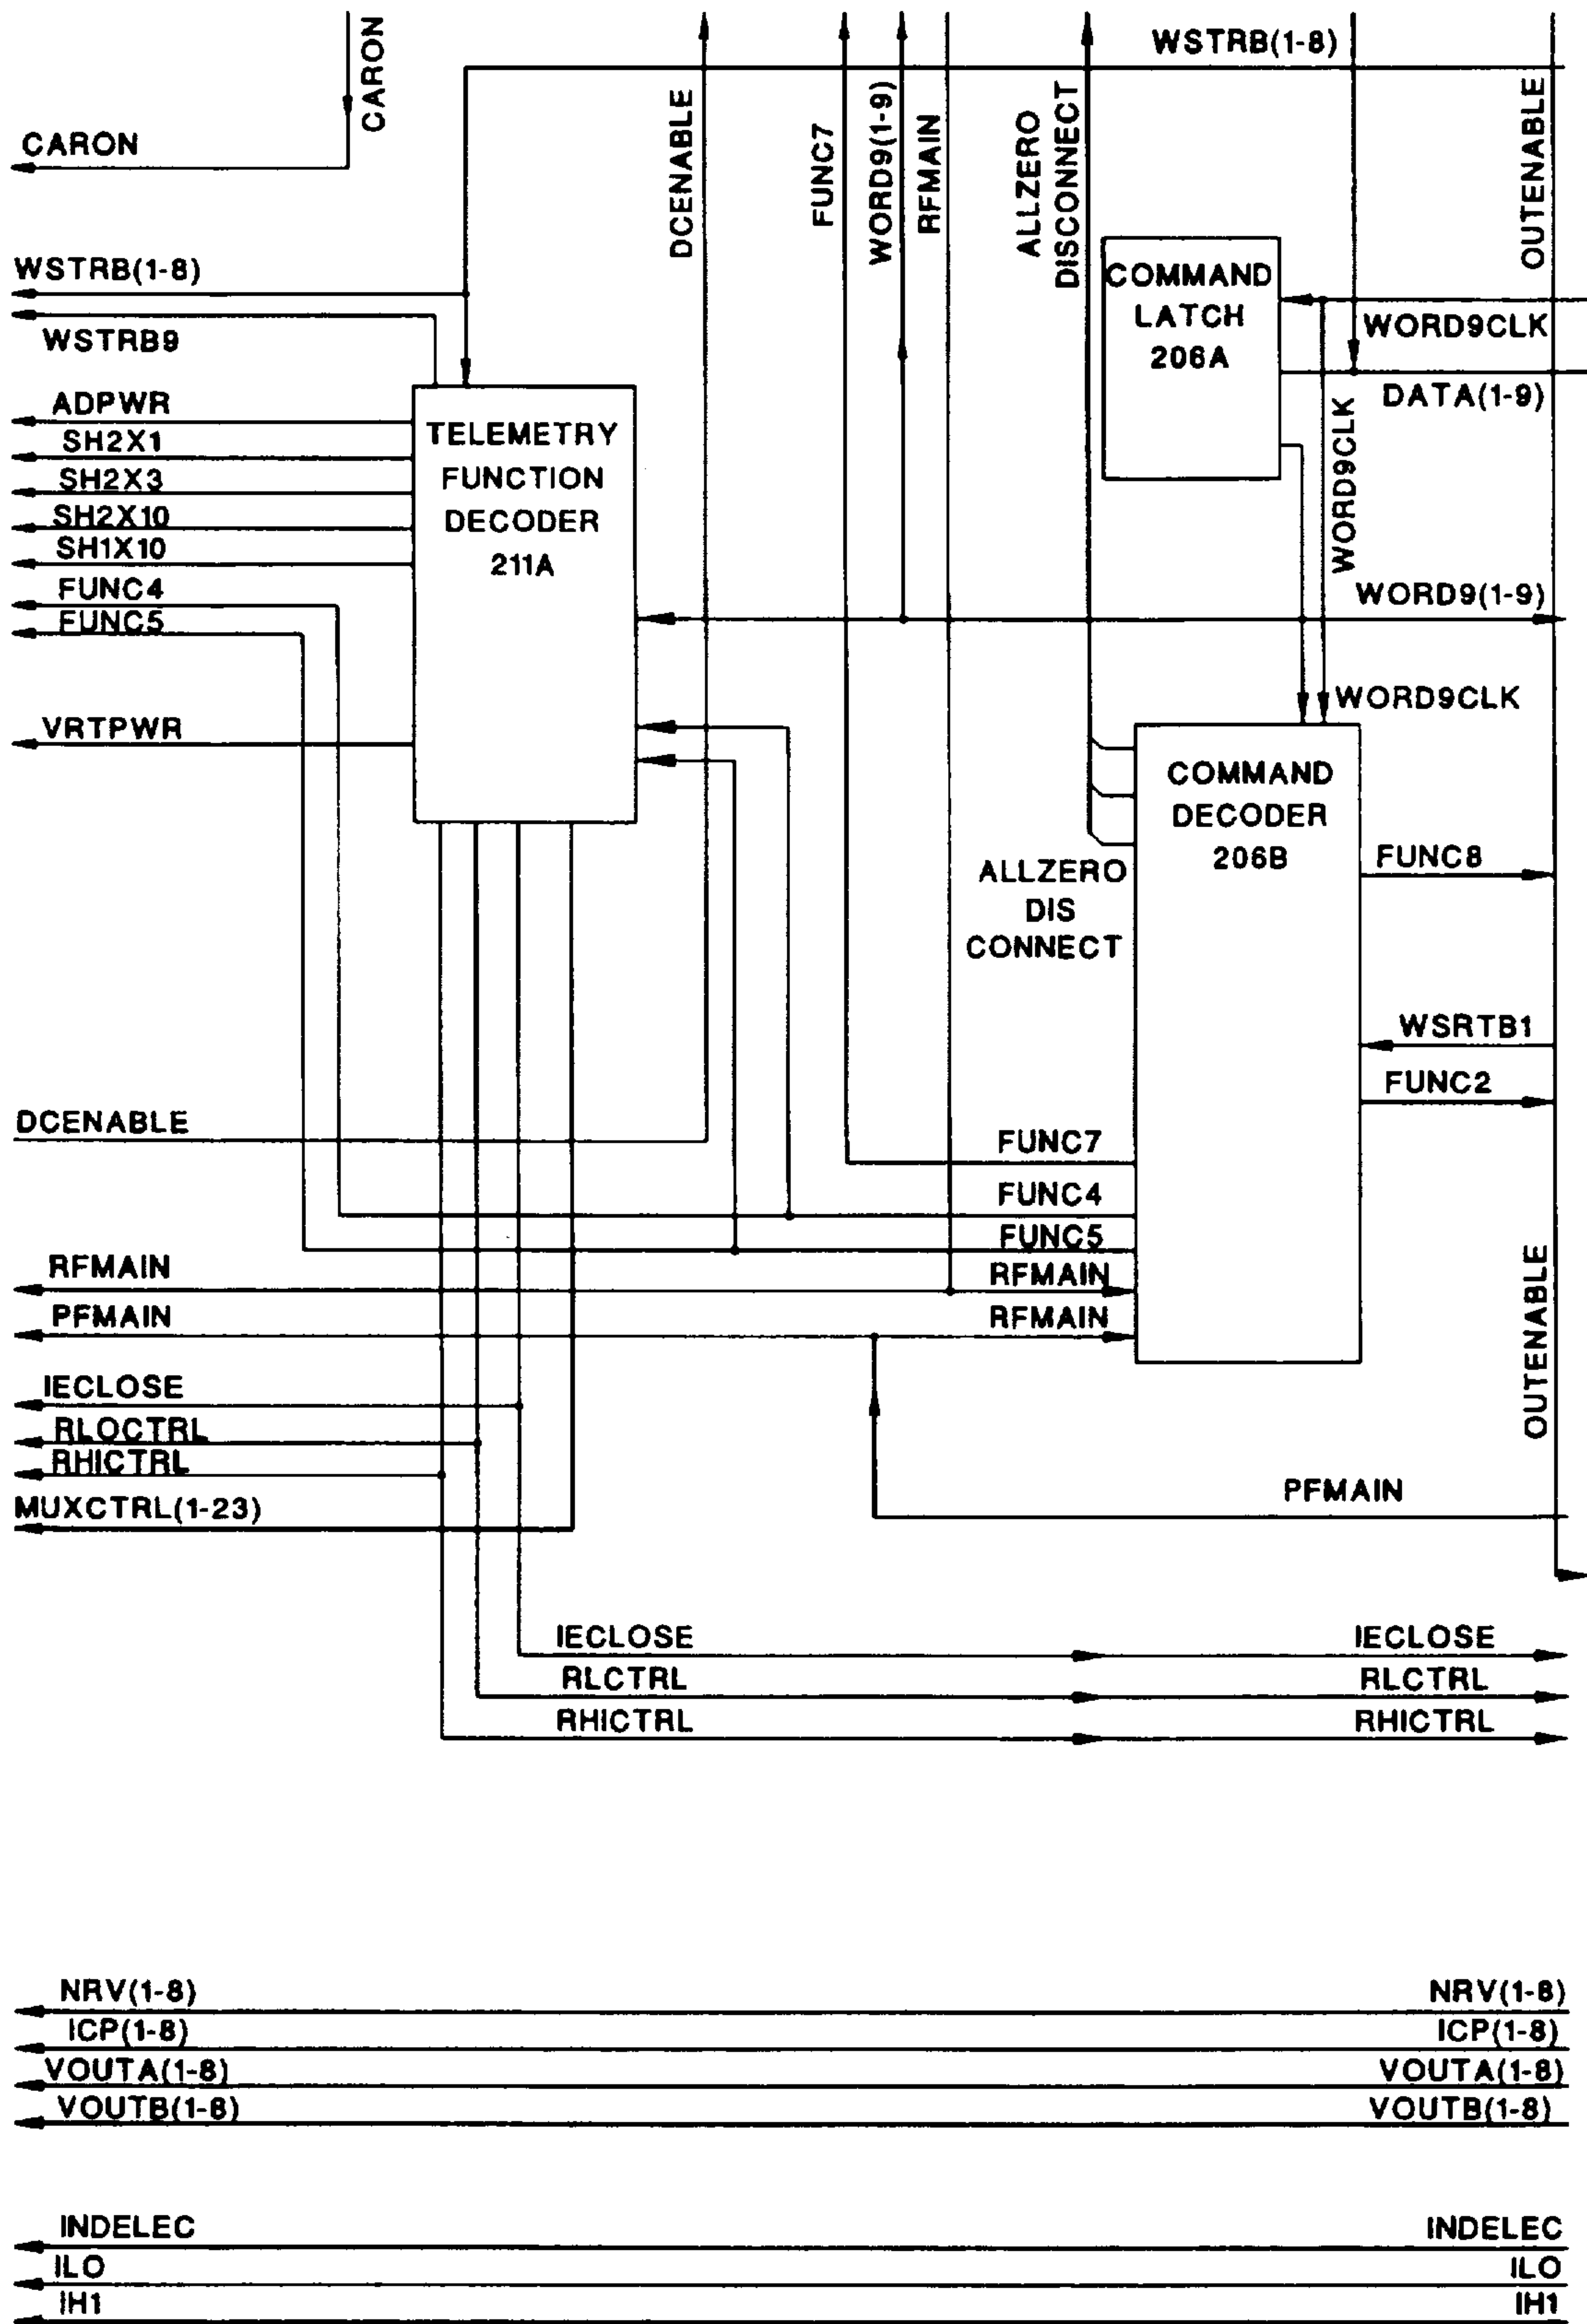 CARON
CARON
WSTRB(1-8)
DCENABLE
FUNC7
WORD9(1-9)
RFMAIN
ALLZERO
DISCONNECT
OUTENABLE
WSTRB(1-8)
WSTRB9
COMMAND
LATCH
206A
WORD9CLK
DATA(1-9)
WORD9CLK
ADPWR
SH2X1
SH2X3
SH2X10
SH1X10
FUNC4
FUNC5
VRTPWR
TELEMETRY
FUNCTION
DECODER
211A
WORD9(1-9)
WORD9CLK
COMMAND
DECODER
206B
ALLZERO
DIS
CONNECT
FUNC8
WSRTB1
FUNC2
DCENABLE
FUNC7
FUNC4
FUNC5
RFMAIN
RFMAIN
PFMAIN
RFMAIN
OUTENABLE
IECLOSE
RLOCTRL
RHICTRL
MUXCTRL(1-23)
PFMAIN
IECLOSE
IECLOSE
RLCTRL
RLCTRL
RHICTRL
RHICTRL
NRV(1-8)
NRV(1-8)
ICP(1-8)
ICP(1-8)
VOUTA(1-8)
VOUTA(1-8)
VOUTB(1-8)
VOUTB(1-8)
INDELEC
INDELEC
ILO
ILO
IH1
IH1